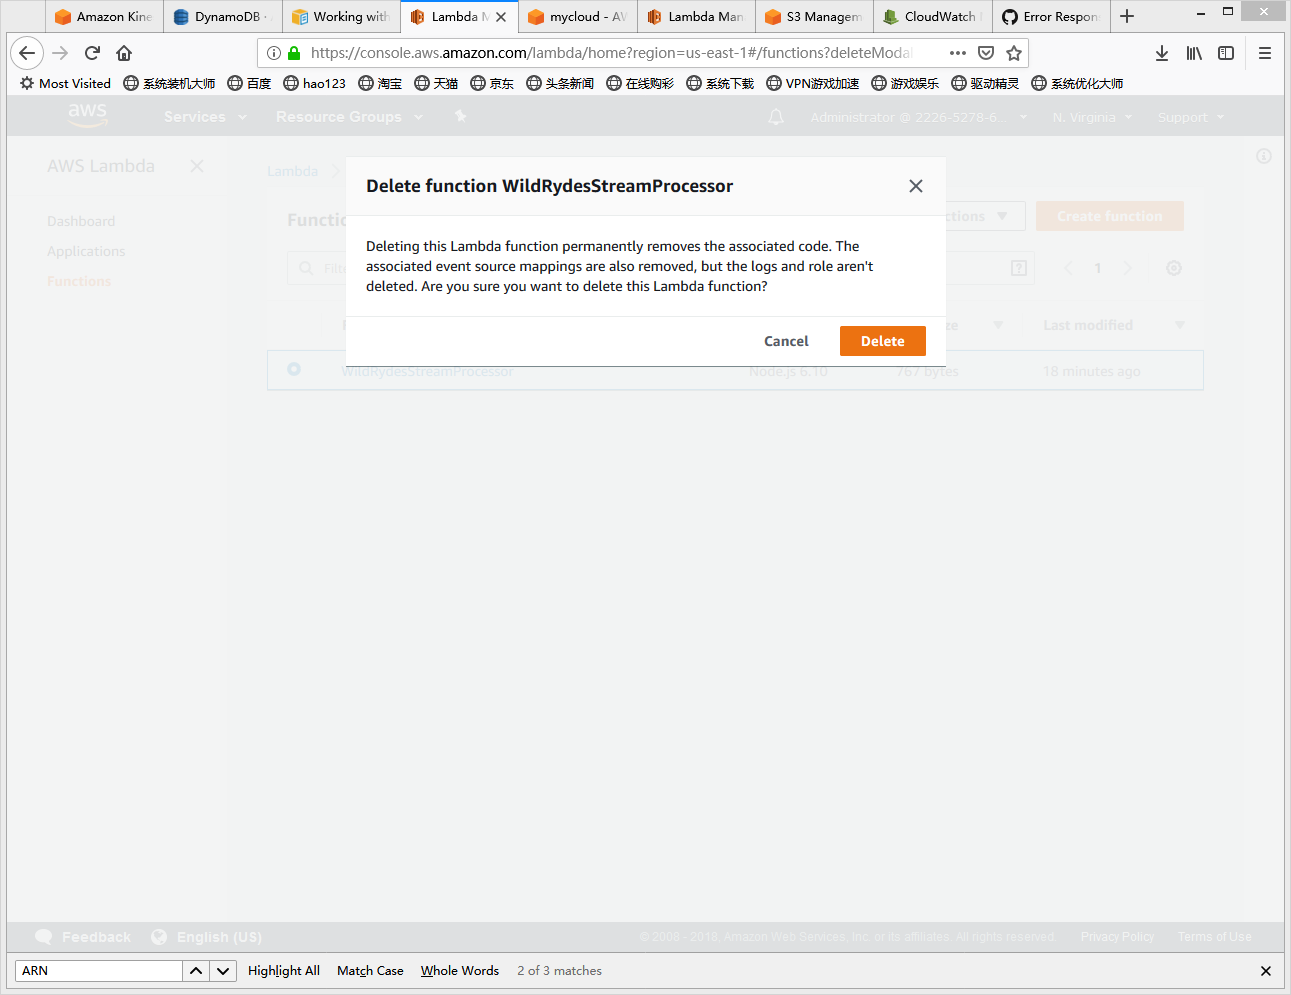 Amazon Kine
DynamoDB ·
Working with
Lambda M
mycloud - AW
Lambda Man
S3 Managem
CloudWatch
Error Respon
https://console.aws.amazon.com/lambda/home?region=us-east-1#/functions?deleteModal
Most Visited 系统装机大师 百度 hao123 淘宝 天猫 京东 头条新闻 在线购彩 系统下载 VPN游戏加速 游戏娱乐 驱动精灵 系统优化大师
aws Services Resource Groups Administrator @ 2226-5278-6... N. Virginia Support
AWS Lambda
Dashboard
Applications
Functions
Lambda
Functio
ctions
Create function
Filte
1
ze
Last modified
WildRydesStreamProcessor Node.js 6.10 767 bytes 18 minutes ago
Delete function WildRydesStreamProcessor
Deleting this Lambda function permanently removes the associated code. The
associated event source mappings are also removed, but the logs and role aren't
deleted. Are you sure you want to delete this Lambda function?
Cancel Delete
Feedback English (US) © 2008 - 2018, Amazon Web Services, Inc. or its affiliates. All rights reserved. Privacy Policy Terms of Use
ARN Highlight All Match Case Whole Words 2 of 3 matches